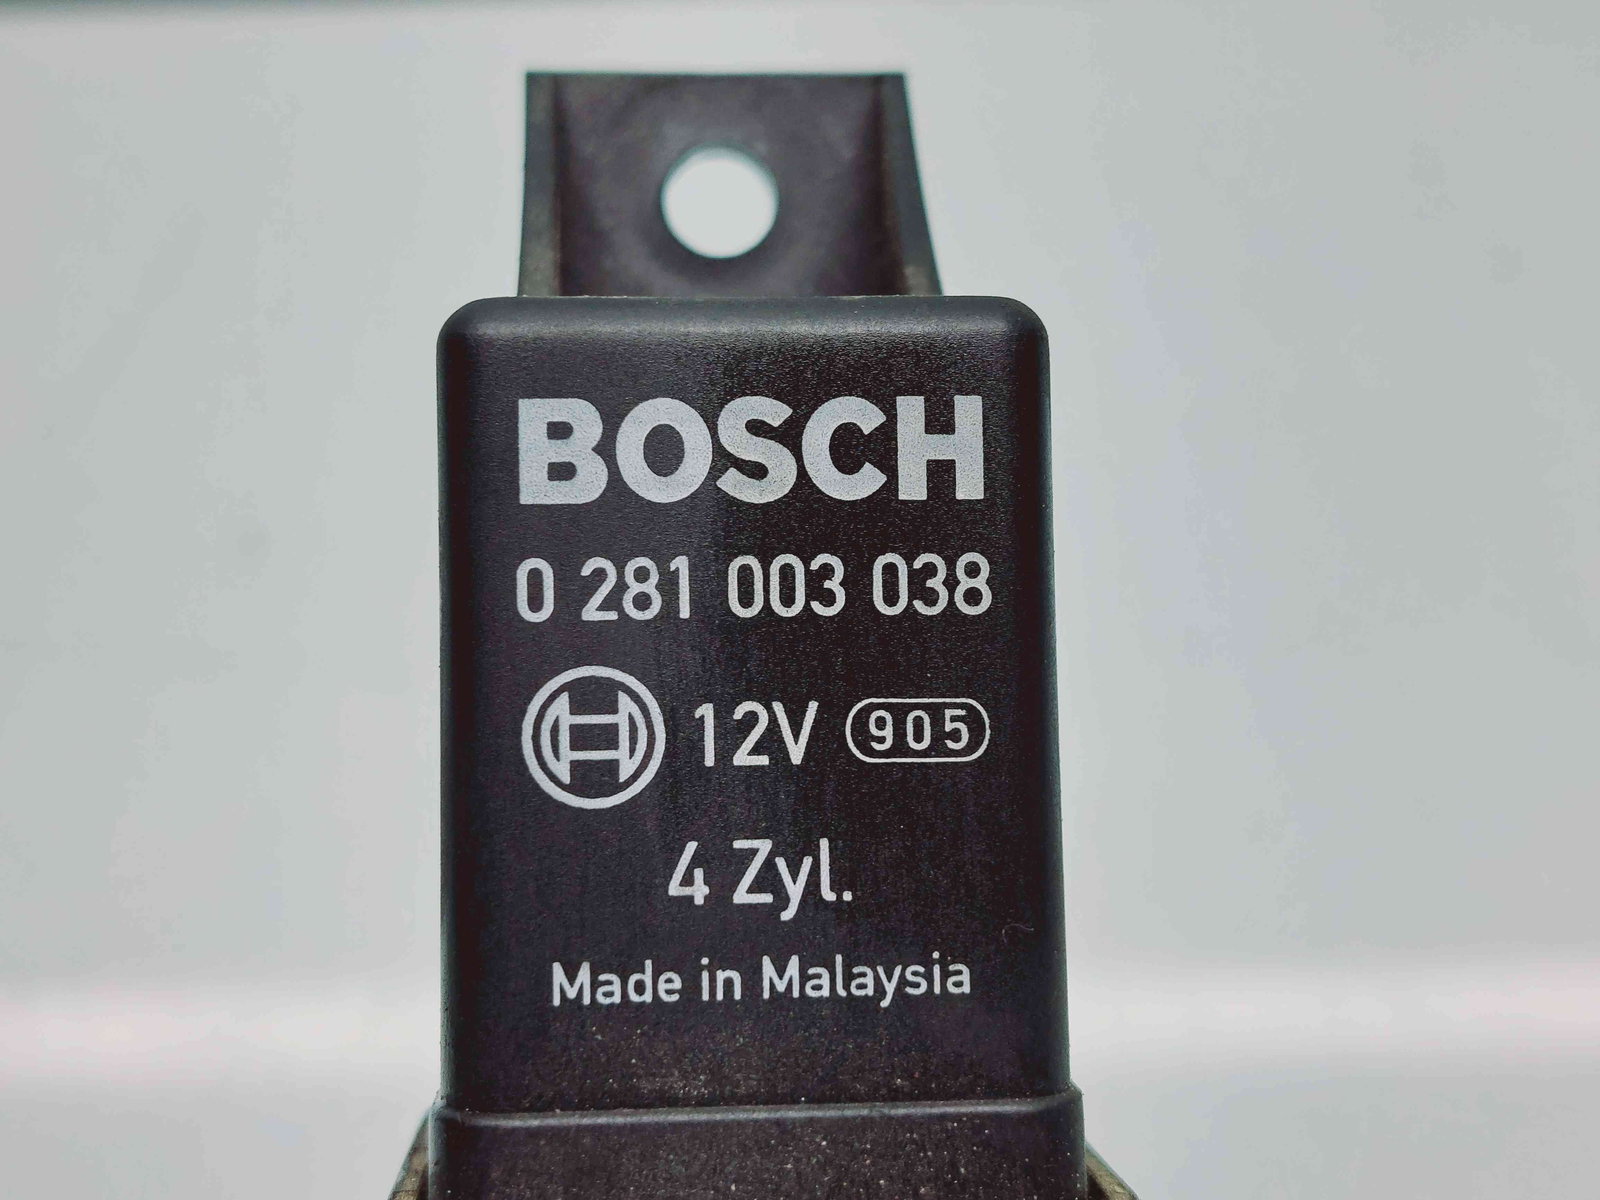 BOSCH
0 281 003 038
12V 905
4 Zyl.
Made in Malaysia